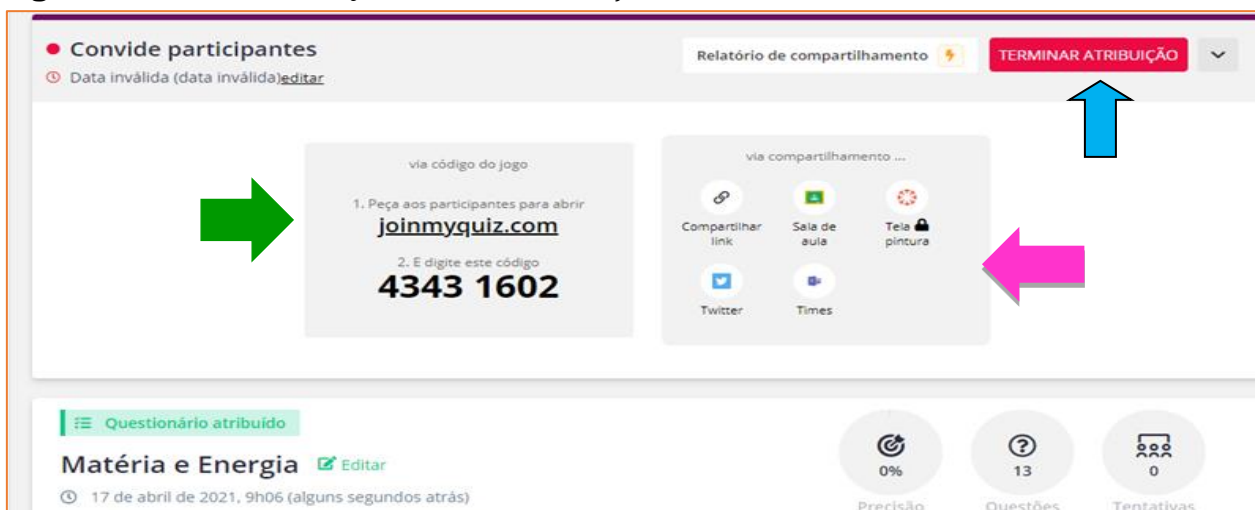 Convide participantes
Data inválida (data inválida)editar
Relatório de compartilhamento
TERMINAR ATRIBUIÇÃO
via código do jogo
1. Peça aos participantes para abrir
joinmyquiz.com
2. E digite este código
4343 1602
via compartilhamento ...
Compartilhar link
Sala de aula
Tela pintura
Twitter
Times
Questionário atribuído
Matéria e Energia
Editar
17 de abril de 2021, 9h06 (alguns segundos atrás)
0%
Precisão
13
Questões
0
Tentativas